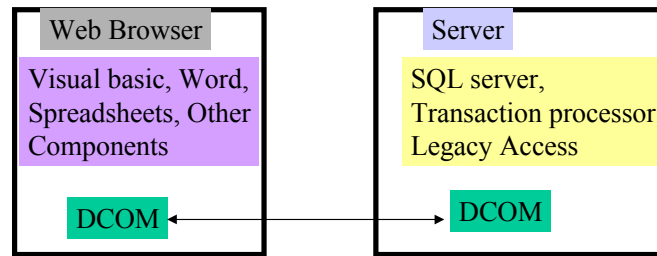 Web Browser
Visual basic, Word,
Spreadsheets, Other
Components
DCOM
Server
SQL server,
Transaction processor
Legacy Access
DCOM